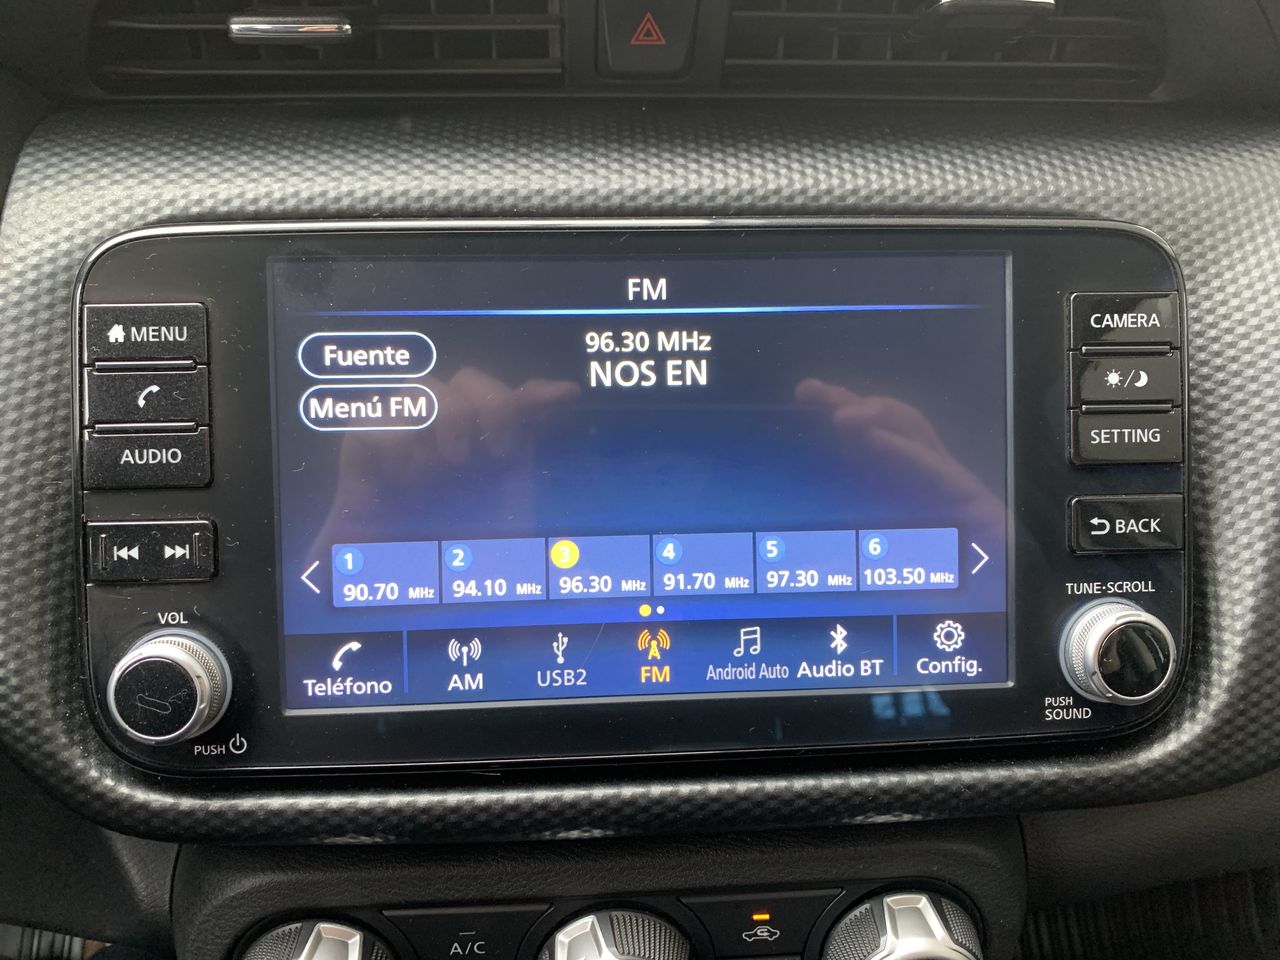 FM
MENU
AUDIO
VOL
PUSH
Fuente
Menú FM
96.30 MHz
NOS EN
1
90.70 MHz
2
94.10 MHz
3
96.30 MHz
4
91.70 MHz
5
97.30 MHz
6
103.50 MHz
Teléfono
AM
USB2
FM
Android Auto
Audio BT
Config.
CAMERA
SETTING
BACK
TUNE·SCROLL
PUSH
SOUND
A/C